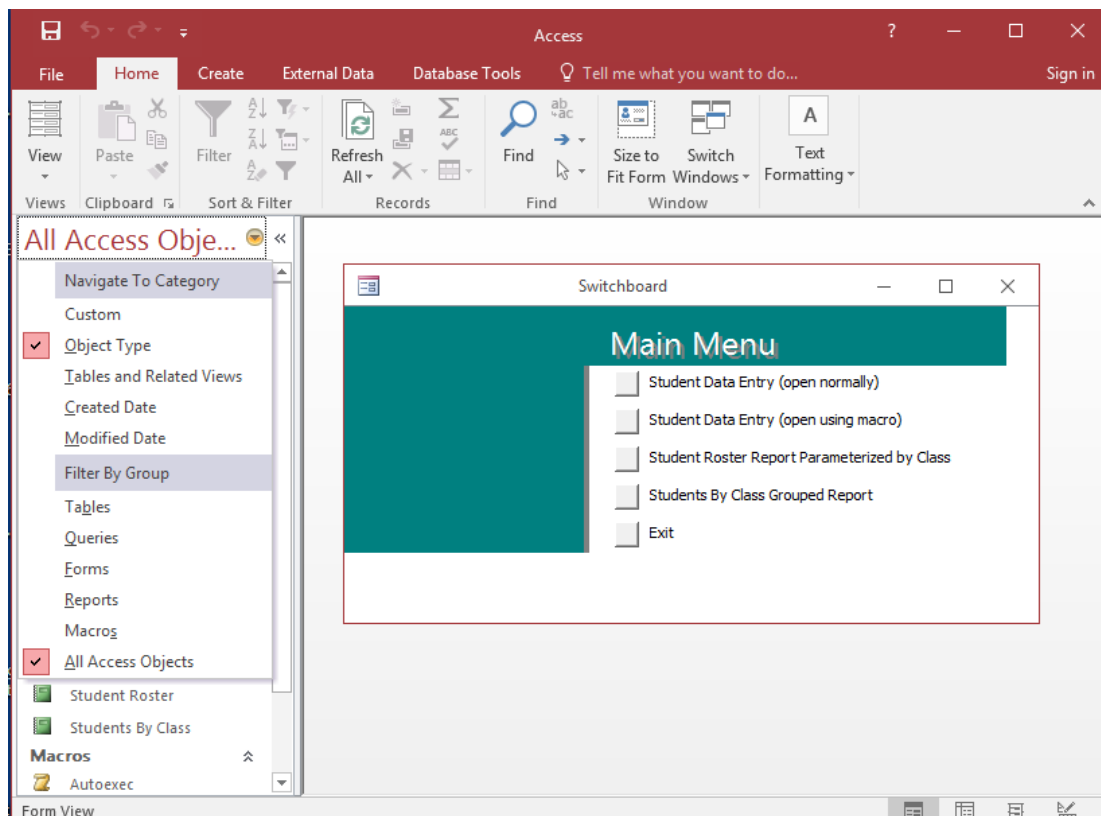 Access
?
File Home Create External Data Database Tools Tell me what you want to do... Sign in
View Paste Filter Refresh All Find Size to Fit Form Switch Windows Text Formatting
ab
ac
ABC
A
Views Clipboard Sort & Filter Records Find Window
All Access Obje...
Navigate To Category
Custom
Object Type
Tables and Related Views
Created Date
Modified Date
Filter By Group
Tables
Queries
Forms
Reports
Macros
All Access Objects
Student Roster
Students By Class
Macros
Autoexec
Switchboard
Main Menu
Student Data Entry (open normally)
Student Data Entry (open using macro)
Student Roster Report Parameterized by Class
Students By Class Grouped Report
Exit
Form View